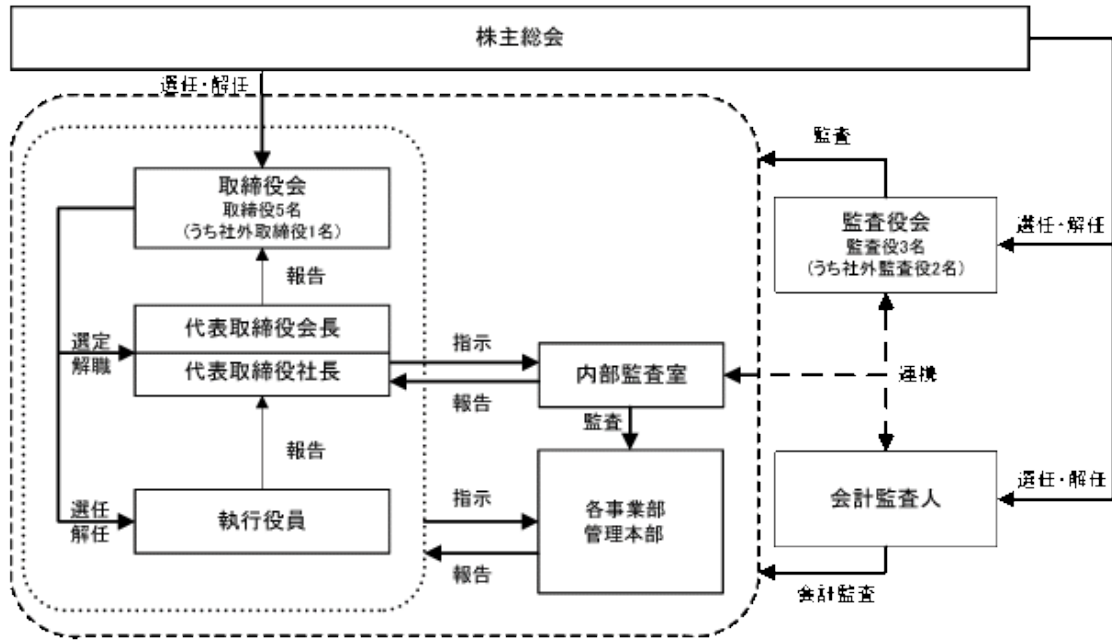 株主総会
選任・解任
監査
取締役会
取締役5名
(うち社外取締役1名)
監査役会
監査役3名
(うち社外監査役2名)
選任・解任
報告
代表取締役会長
選定
解職
代表取締役社長
指示
報告
内部監査室
連携
監査
報告
選任
解任
執行役員
指示
報告
各事業部
管理本部
会計監査人
選任・解任
会計監査